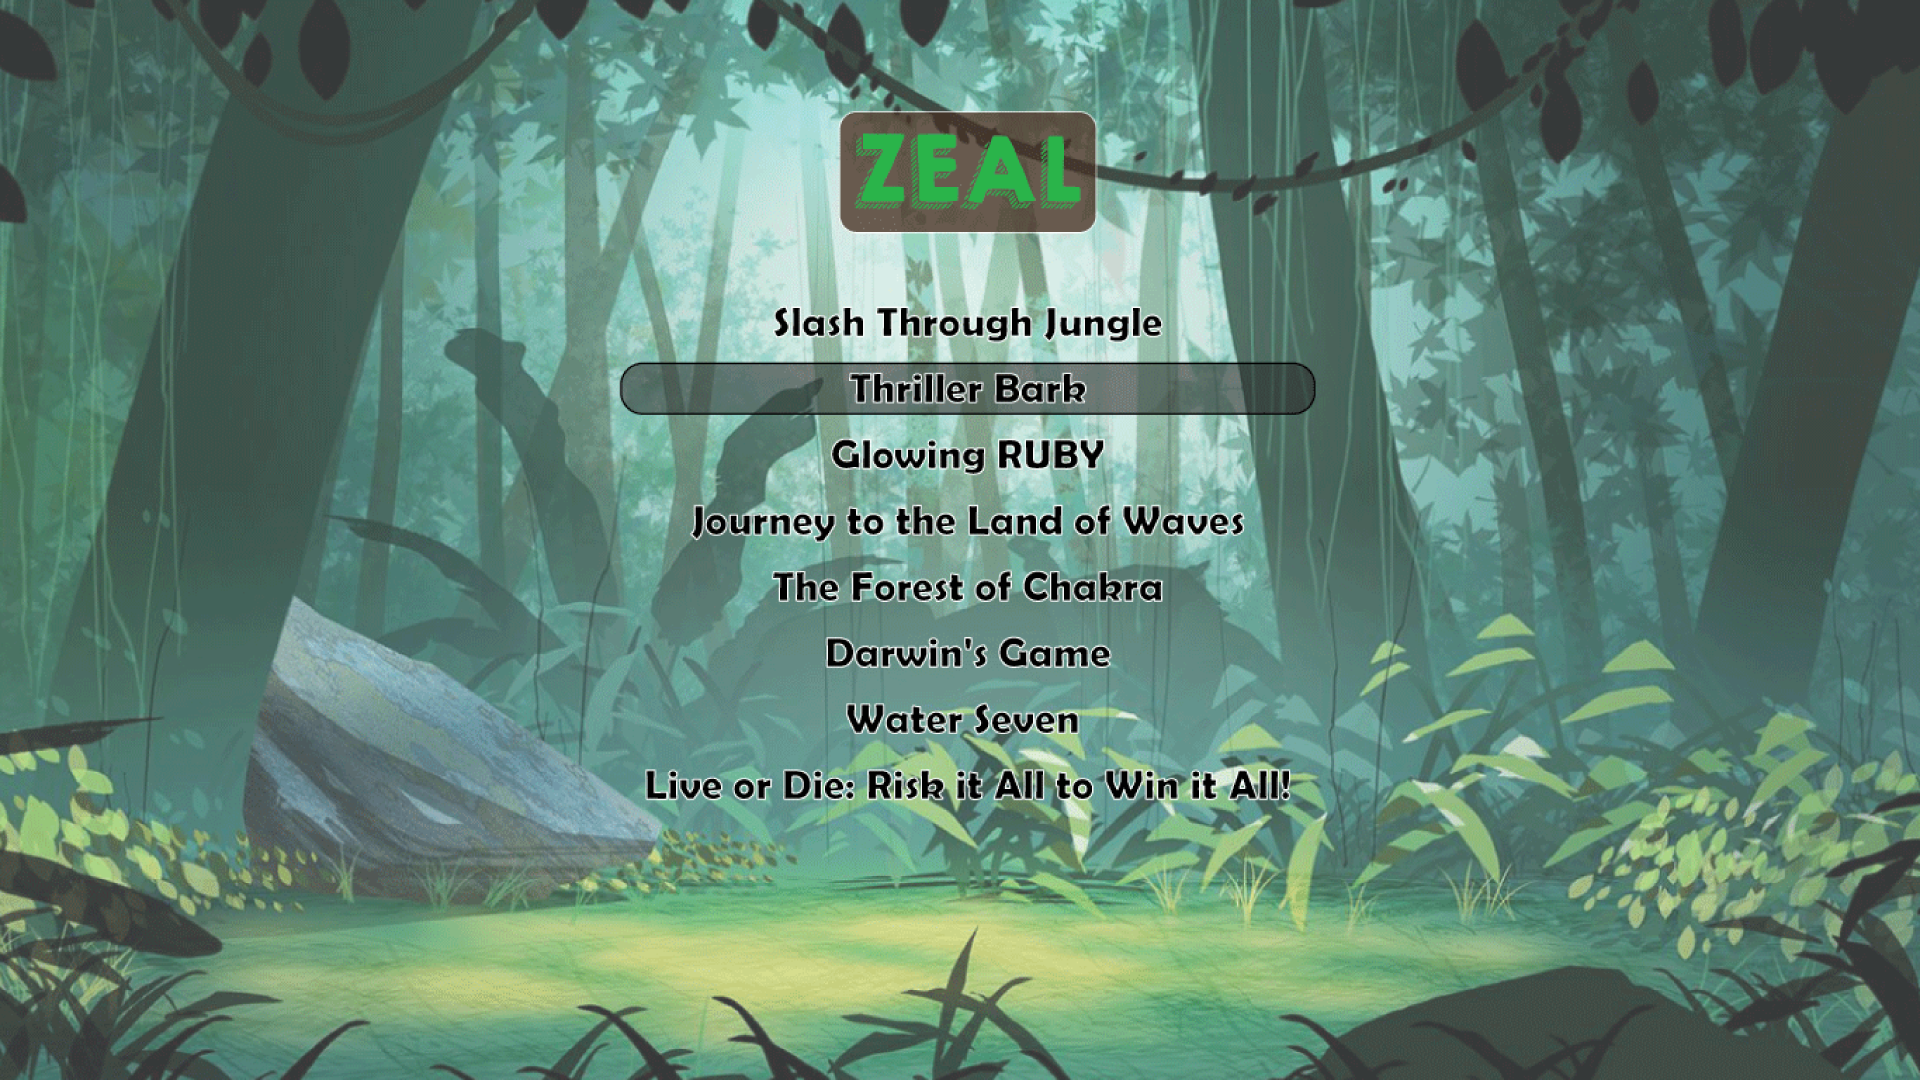 ZEAL
Slash Through Jungle
Thriller Bark
Glowing RUBY
Journey to the Land of Waves
The Forest of Chakra
Darwin's Game
Water Seven
Live or Die: Risk it All to Win it All!